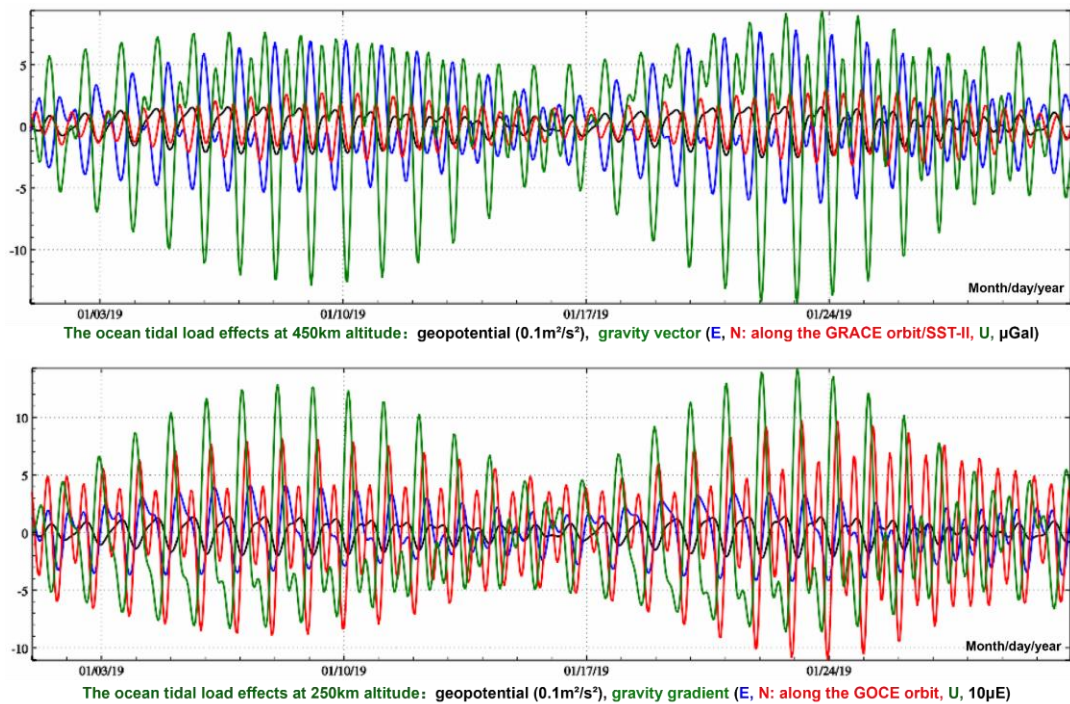 5
0
-5
-10
Month/day/year
01/03/19 01/10/19 01/17/19 01/24/19
The ocean tidal load effects at 450km altitude: geopotential (0.1m²/s²), gravity vector (E, N: along the GRACE orbit/SST-II, U, μGal)
10
5
0
-5
-10
Month/day/year
01/03/19 01/10/19 01/17/19 01/24/19
The ocean tidal load effects at 250km altitude: geopotential (0.1m²/s²), gravity gradient (E, N: along the GOCE orbit, U, 10μE)